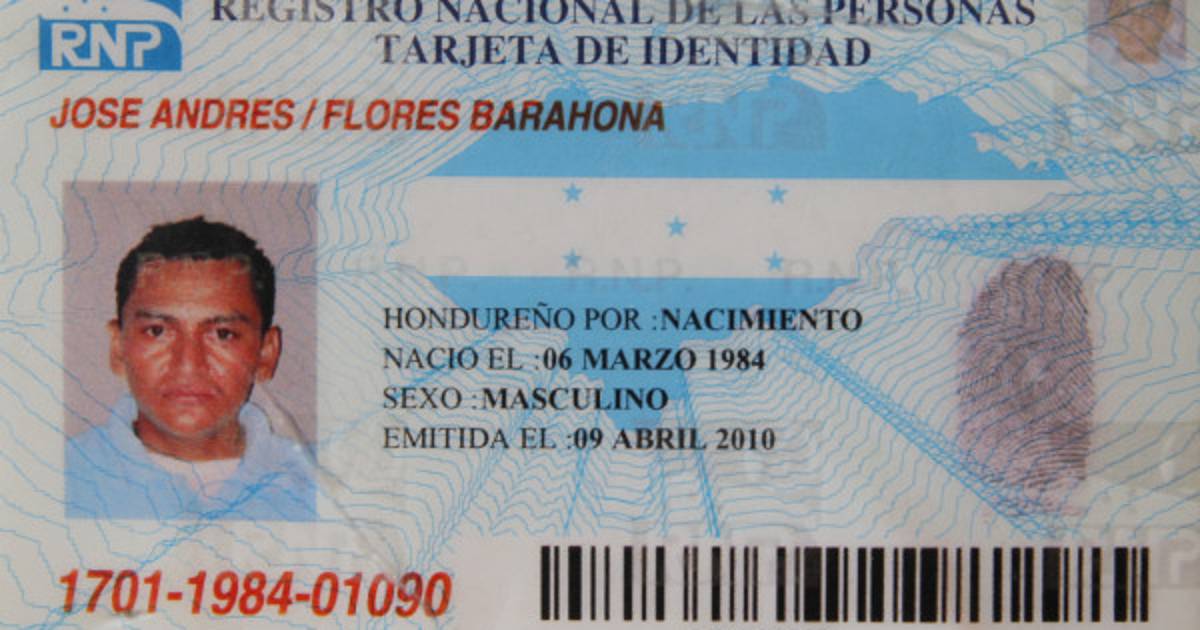 REGISTRO NACIONAL DE LAS PERSONAS
RNP
TARJETA DE IDENTIDAD
JOSE ANDRES / FLORES BARAHONA
R.N.P. R.N.P. R.N.P.
HONDUREÑO POR :NACIMIENTO
NACIO EL :06 MARZO 1984
SEXO :MASCULINO
EMITIDA EL :09 ABRIL 2010
1701-1984-01090